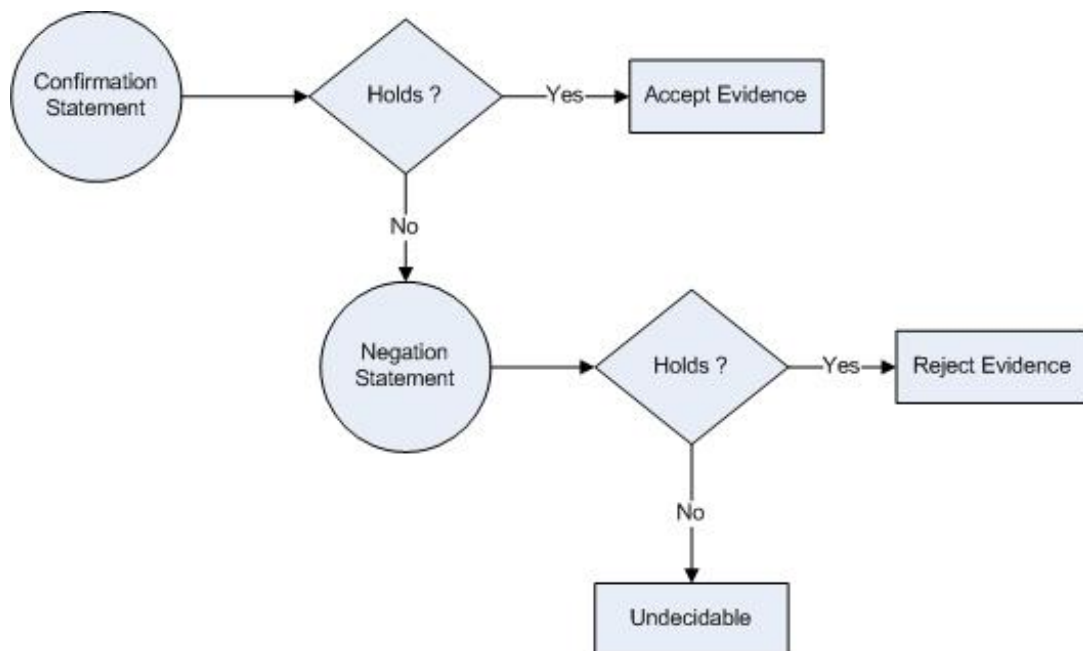 Confirmation
Statement
Holds ?
Yes
Accept Evidence
No
Negation
Statement
Holds ?
Yes
Reject Evidence
No
Undecidable